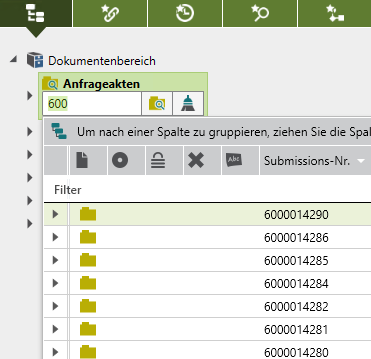 Dokumentenbereich
Anfrageakten
600
Um nach einer Spalte zu gruppieren, ziehen Sie die Spal
Abc
Submissions-Nr.
Filter
6000014290
6000014286
6000014285
6000014284
6000014282
6000014281
6000014280